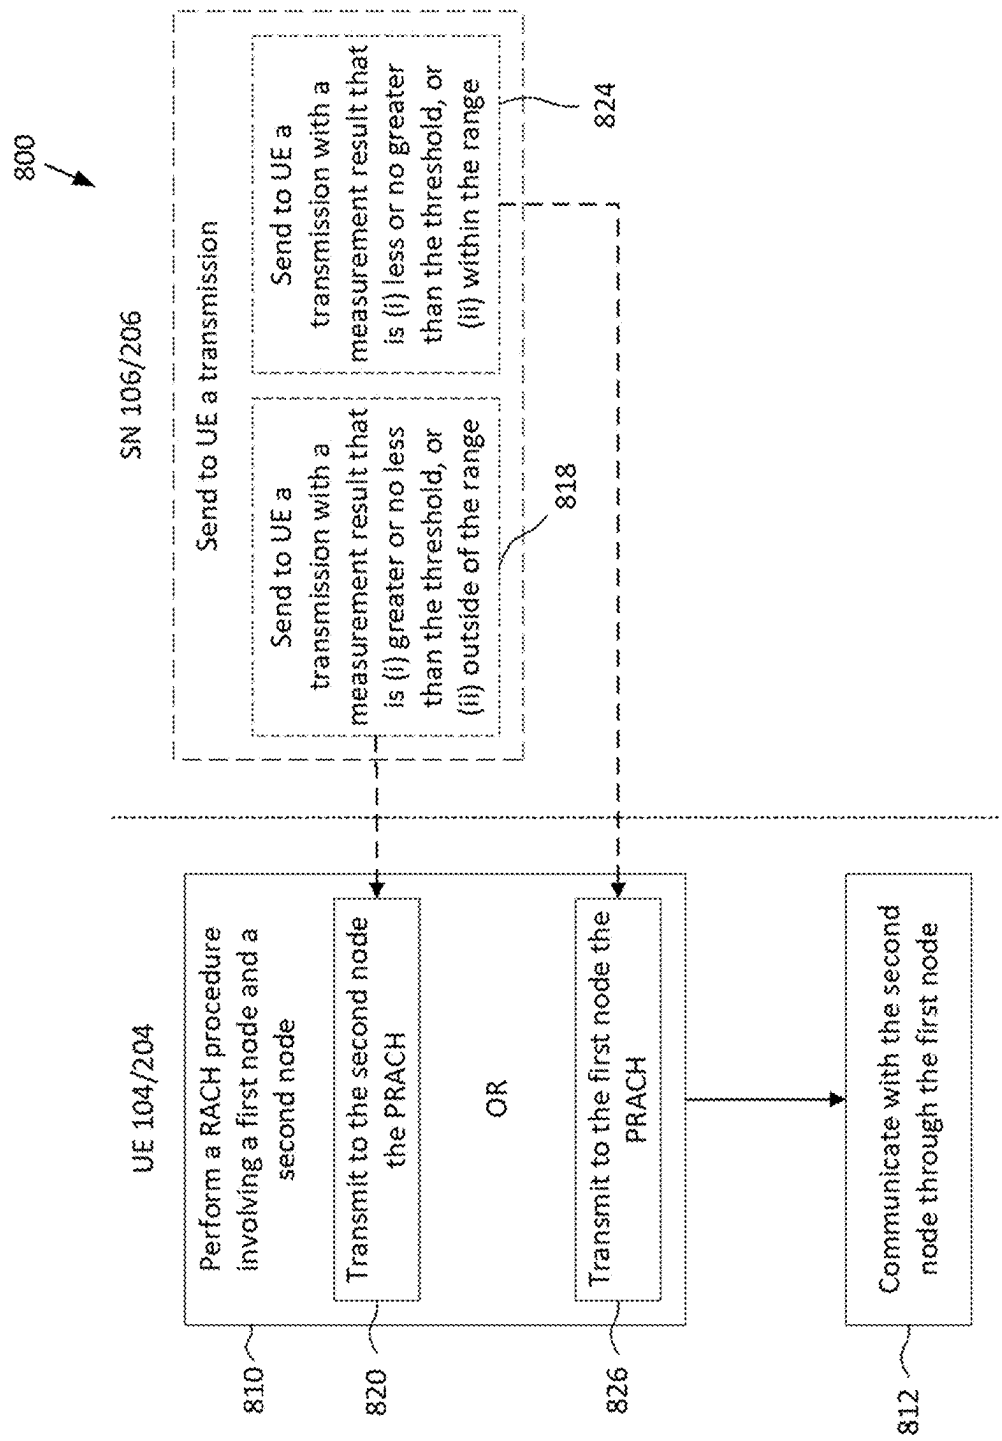 800
UE 104/204
SN 106/206
810
Perform a RACH procedure
involving a first node and a
second node
820
Transmit to the second node
the PRACH
OR
826
Transmit to the first node the
PRACH
812
Communicate with the second
node through the first node
Send to UE a transmission
Send to UE a
transmission with a
measurement result that
is (i) greater or no less
than the threshold, or
(ii) outside of the range
818
Send to UE a
transmission with a
measurement result that
is (i) less or no greater
than the threshold, or
(ii) within the range
824